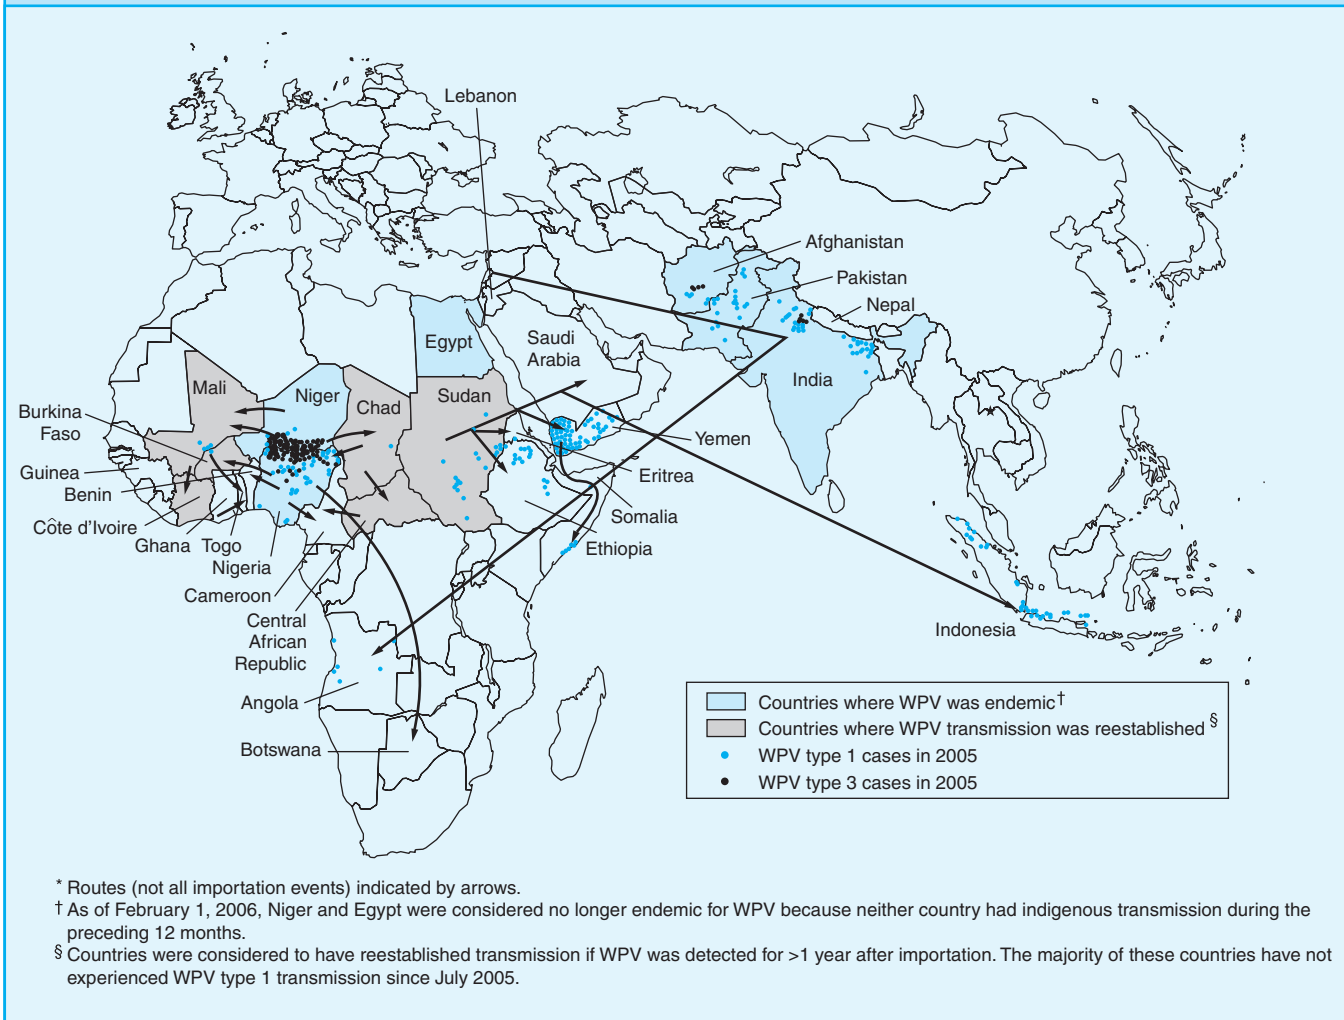 Lebanon
Afghanistan
Pakistan
Nepal
Egypt
Saudi
Arabia
India
Mali
Niger
Chad
Sudan
Burkina
Faso
Yemen
Guinea
Benin
Eritrea
Côte d'Ivoire
Somalia
Ghana
Togo
Ethiopia
Nigeria
Cameroon
Central
African
Republic
Indonesia
Angola
Botswana
Countries where WPV was endemic†
Countries where WPV transmission was reestablished §
WPV type 1 cases in 2005
WPV type 3 cases in 2005
* Routes (not all importation events) indicated by arrows.
† As of February 1, 2006, Niger and Egypt were considered no longer endemic for WPV because neither country had indigenous transmission during the
preceding 12 months.
§ Countries were considered to have reestablished transmission if WPV was detected for >1 year after importation. The majority of these countries have not
experienced WPV type 1 transmission since July 2005.